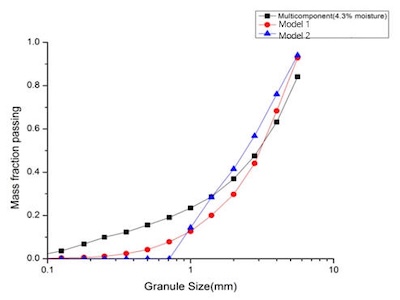 Multicomponent(4.3% moisture)
Model 1
Model 2
1.0
0.8
0.6
0.4
0.2
0.0
Mass fraction passing
0.1
1
10
Granule Size(mm)